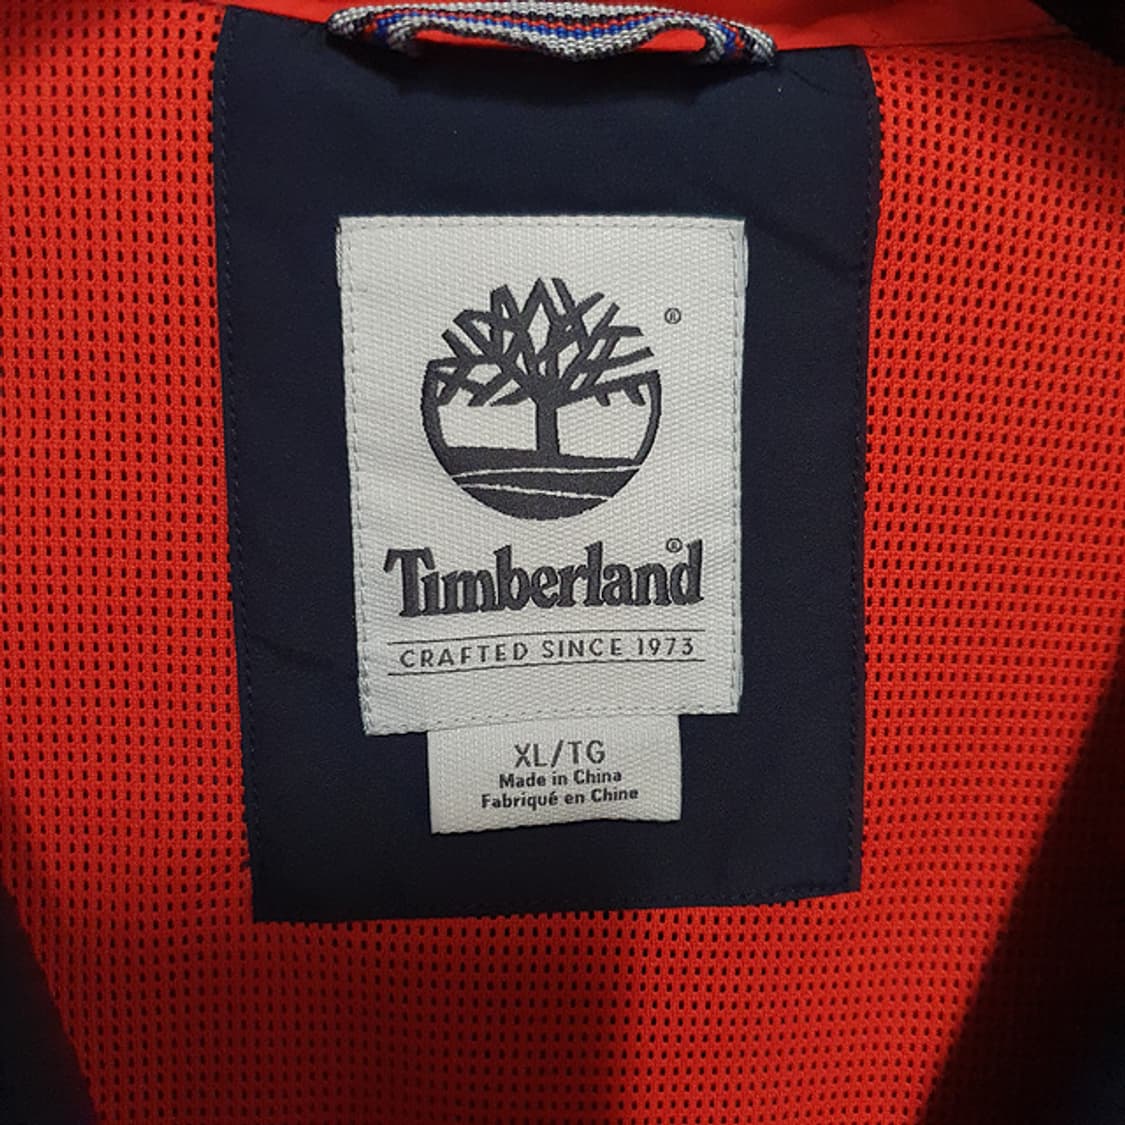 ®
Timberland®
CRAFTED SINCE 1973
XL/TG
Made in China
Fabriqué en Chine